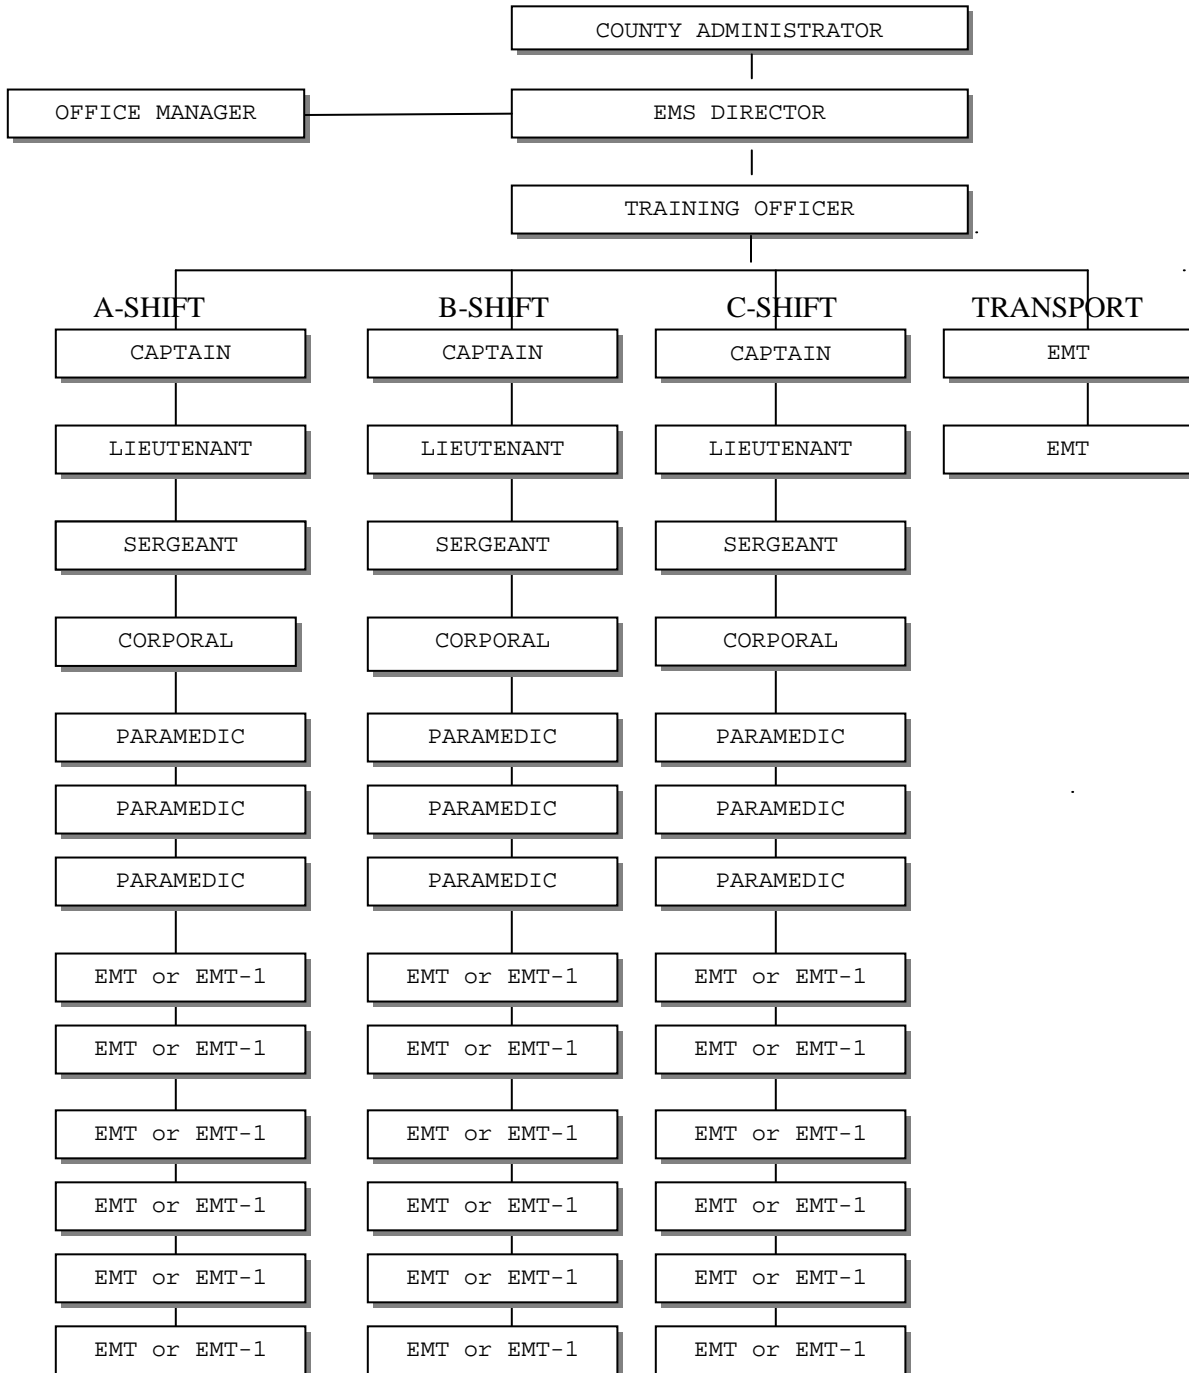 COUNTY ADMINISTRATOR
OFFICE MANAGER EMS DIRECTOR
TRAINING OFFICER
A-SHIFT B-SHIFT C-SHIFT TRANSPORT
CAPTAIN CAPTAIN CAPTAIN EMT
LIEUTENANT LIEUTENANT LIEUTENANT EMT
SERGEANT SERGEANT SERGEANT
CORPORAL CORPORAL CORPORAL
PARAMEDIC PARAMEDIC PARAMEDIC
PARAMEDIC PARAMEDIC PARAMEDIC
PARAMEDIC PARAMEDIC PARAMEDIC
EMT or EMT-1 EMT or EMT-1 EMT or EMT-1
EMT or EMT-1 EMT or EMT-1 EMT or EMT-1
EMT or EMT-1 EMT or EMT-1 EMT or EMT-1
EMT or EMT-1 EMT or EMT-1 EMT or EMT-1
EMT or EMT-1 EMT or EMT-1 EMT or EMT-1
EMT or EMT-1 EMT or EMT-1 EMT or EMT-1